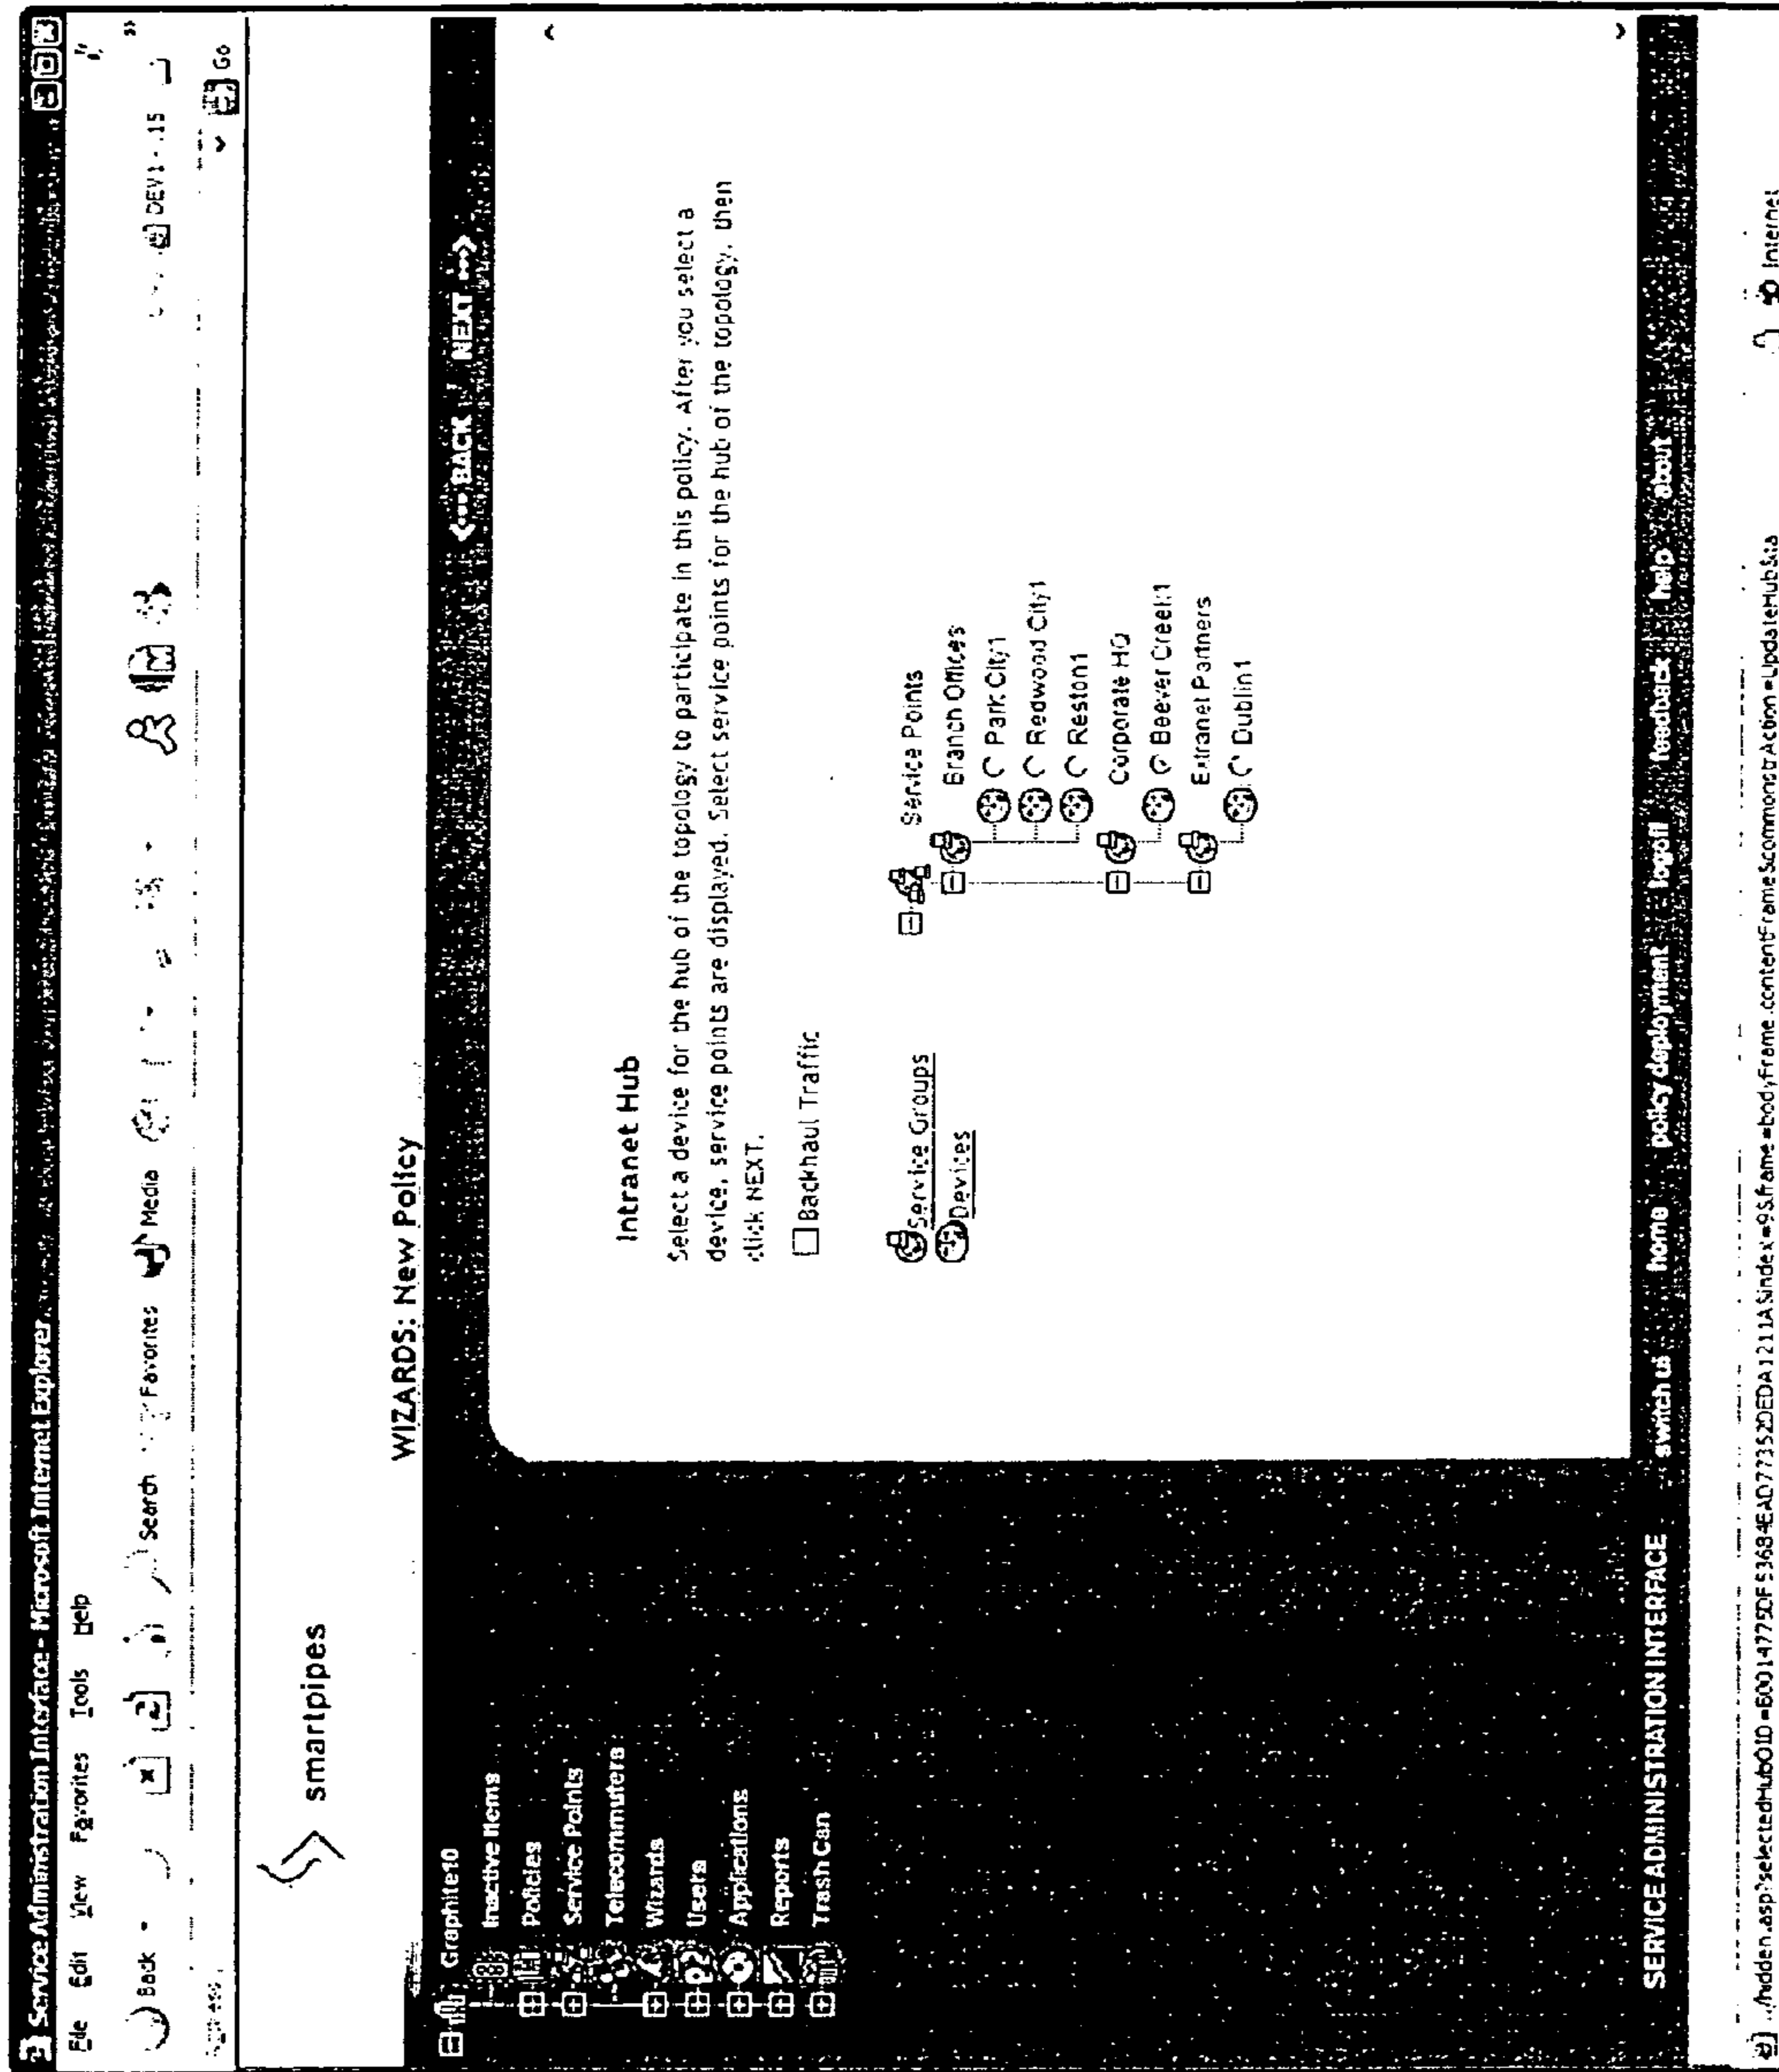 Service Administration Interface - Microsoft Internet Explorer
File Edit View Favorites Tools Help
Back Search Favorites Media DEV1 - .15
Go
smartpipes
WIZARDS: New Policy
Graphite10
<--- BACK NEXT --->
Inactive Items
Policies
Service Points
Telecommuters
Wizards
Users
Applications
Reports
Trash Can
Intranet Hub
Select a device for the hub of the topology to participate in this policy. After you select a
device, service points are displayed. Select service points for the hub of the topology, then
click NEXT.
Backhaul Traffic
Service Groups
Devices
Service Points
Branch Offices
Park City1
Redwood City1
Reston1
Corporate HQ
Beever Creek1
Extranet Partners
Dublin1
SERVICE ADMINISTRATION INTERFACE
switch ui home policy deployment logoff feedback help about
Internet